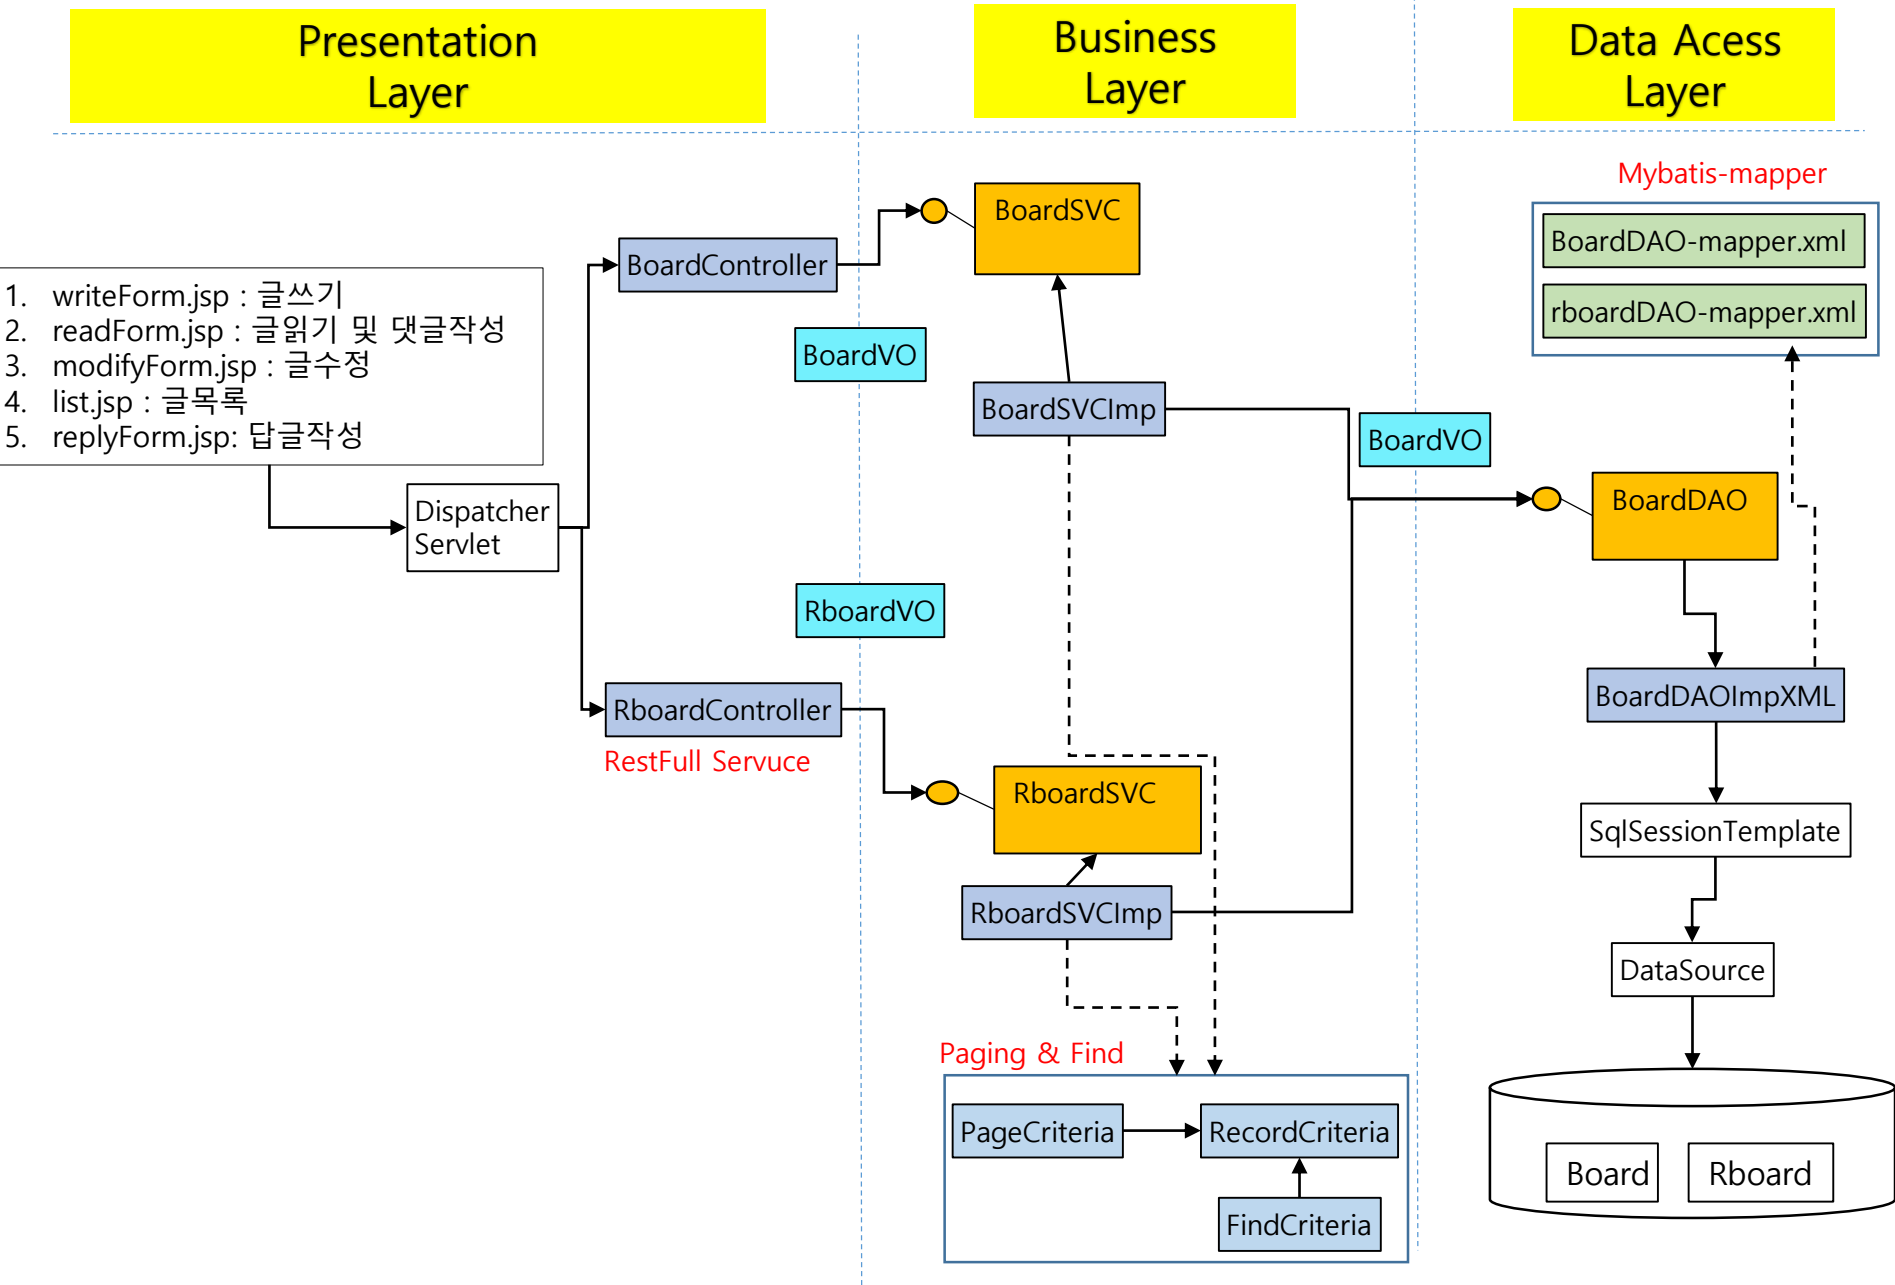 Presentation
Layer
Business
Layer
Data Acess
Layer
1. writeForm.jsp : 글쓰기
2. readForm.jsp : 글읽기 및 댓글작성
3. modifyForm.jsp : 글수정
4. list.jsp : 글목록
5. replyForm.jsp: 답글작성
Dispatcher
Servlet
BoardController
BoardVO
RboardVO
RboardController
RestFull Servuce
BoardSVC
BoardSVCImp
RboardSVC
RboardSVCImp
Paging & Find
PageCriteria
RecordCriteria
FindCriteria
BoardVO
Mybatis-mapper
BoardDAO-mapper.xml
rboardDAO-mapper.xml
BoardDAO
BoardDAOImpXML
SqlSessionTemplate
DataSource
Board
Rboard